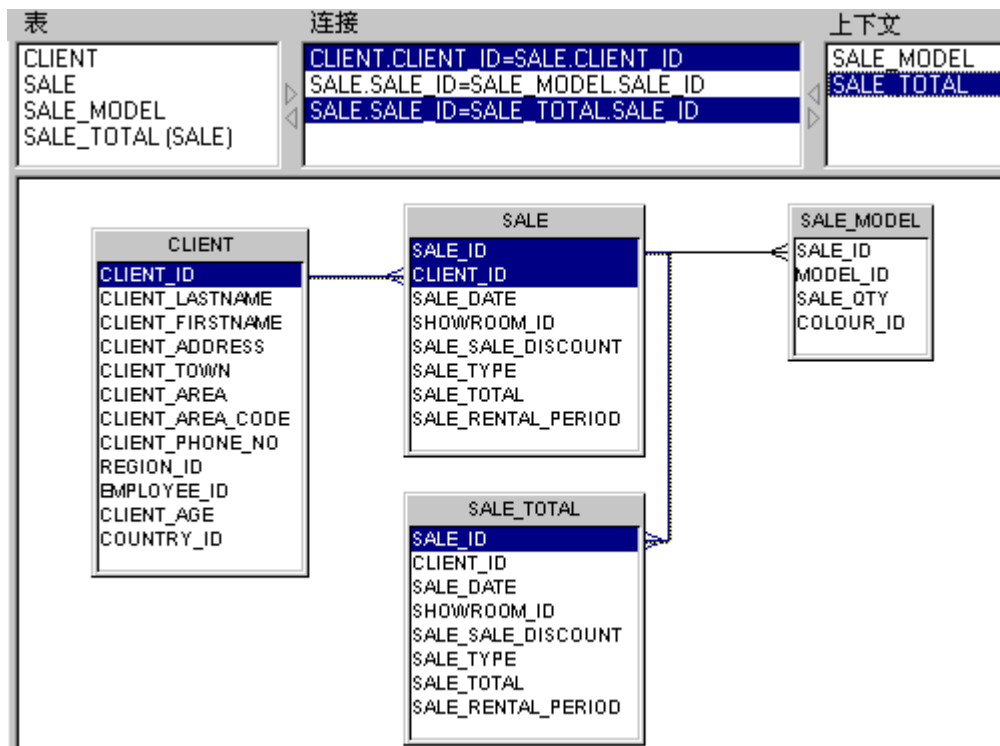 表
CLIENT
SALE
SALE_MODEL
SALE_TOTAL (SALE)
连接
CLIENT.CLIENT_ID=SALE.CLIENT_ID
SALE.SALE_ID=SALE_MODEL.SALE_ID
SALE.SALE_ID=SALE_TOTAL.SALE_ID
上下文
SALE_MODEL
SALE_TOTAL
CLIENT
CLIENT_ID
CLIENT_LASTNAME
CLIENT_FIRSTNAME
CLIENT_ADDRESS
CLIENT_TOWN
CLIENT_AREA
CLIENT_AREA_CODE
CLIENT_PHONE_NO
REGION_ID
EMPLOYEE_ID
CLIENT_AGE
COUNTRY_ID
SALE
SALE_ID
CLIENT_ID
SALE_DATE
SHOWROOM_ID
SALE_SALE_DISCOUNT
SALE_TYPE
SALE_TOTAL
SALE_RENTAL_PERIOD
SALE_MODEL
SALE_ID
MODEL_ID
SALE_QTY
COLOUR_ID
SALE_TOTAL
SALE_ID
CLIENT_ID
SALE_DATE
SHOWROOM_ID
SALE_SALE_DISCOUNT
SALE_TYPE
SALE_TOTAL
SALE_RENTAL_PERIOD